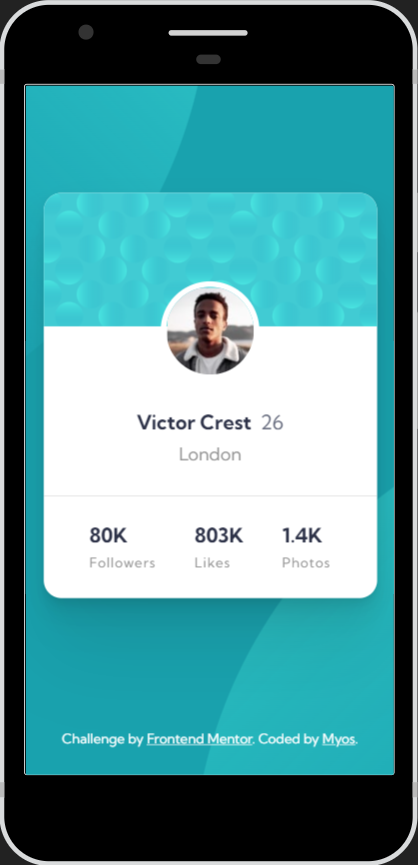 Victor Crest 26
London
80K 803K 1.4K
Followers Likes Photos
Challenge by Frontend Mentor. Coded by Myos.